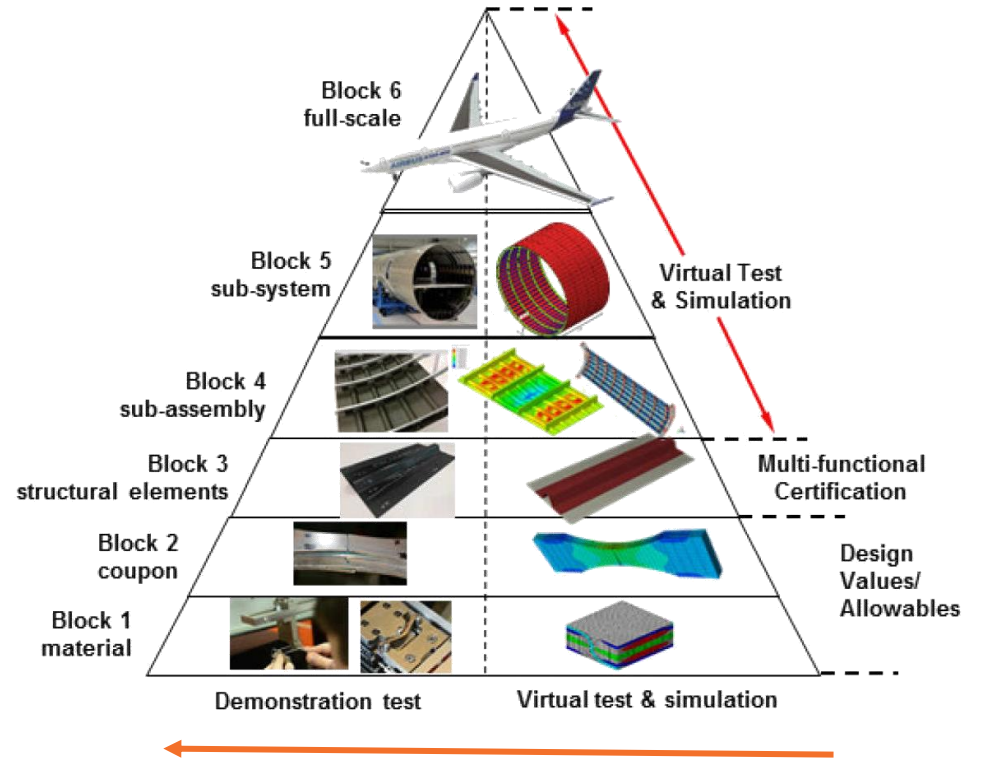 Block 6
full-scale
AIRBUS
Block 5
sub-system
Virtual Test
& Simulation
Block 4
sub-assembly
Block 3
structural elements
Multi-functional
Certification
Block 2
coupon
Design
Values/
Allowables
Block 1
material
Demonstration test
Virtual test & simulation